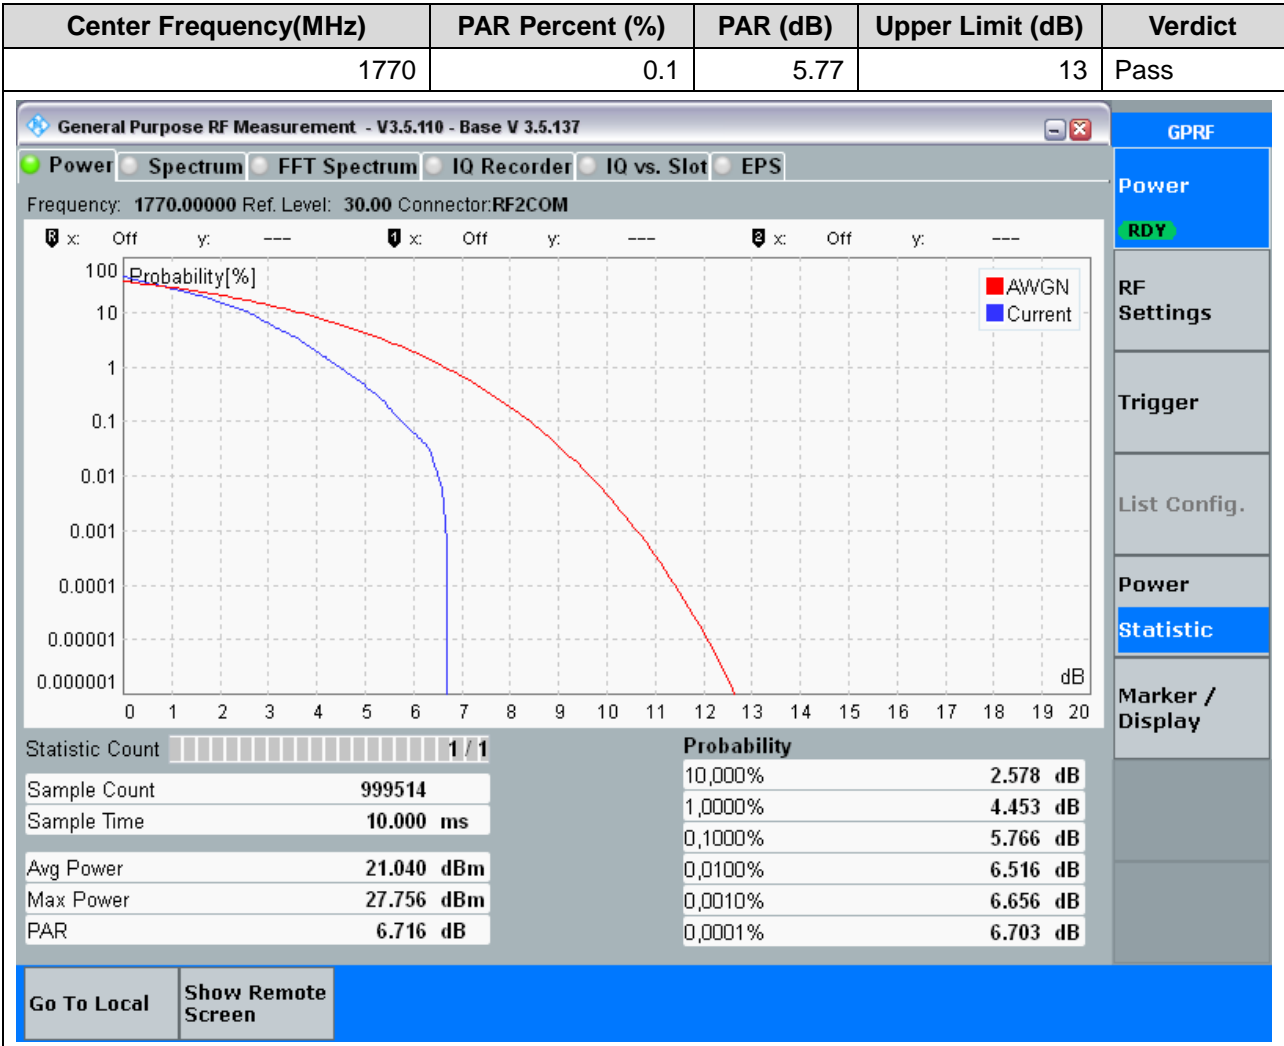 Center Frequency(MHz) PAR Percent (%) PAR (dB) Upper Limit (dB) Verdict
1770 0.1 5.77 13 Pass
General Purpose RF Measurement - V3.5.110 - Base V 3.5.137
GPRF
Power Spectrum FFT Spectrum IQ Recorder IQ vs. Slot EPS
Frequency: 1770.00000 Ref. Level: 30.00 Connector:RF2COM
R x: Off y: --- 1 x: Off y: --- 2 x: Off y: ---
Probability[%]
100
10
1
0.1
0.01
0.001
0.0001
0.00001
0.000001
AWGN
Current
dB
0 1 2 3 4 5 6 7 8 9 10 11 12 13 14 15 16 17 18 19 20
Statistic Count 1 / 1
Sample Count 999514
Sample Time 10.000 ms
Avg Power 21.040 dBm
Max Power 27.756 dBm
PAR 6.716 dB
Probability
10,000% 2.578 dB
1,0000% 4.453 dB
0,1000% 5.766 dB
0,0100% 6.516 dB
0,0010% 6.656 dB
0,0001% 6.703 dB
Power
RDY
RF
Settings
Trigger
List Config.
Power
Statistic
Marker /
Display
Go To Local
Show Remote
Screen